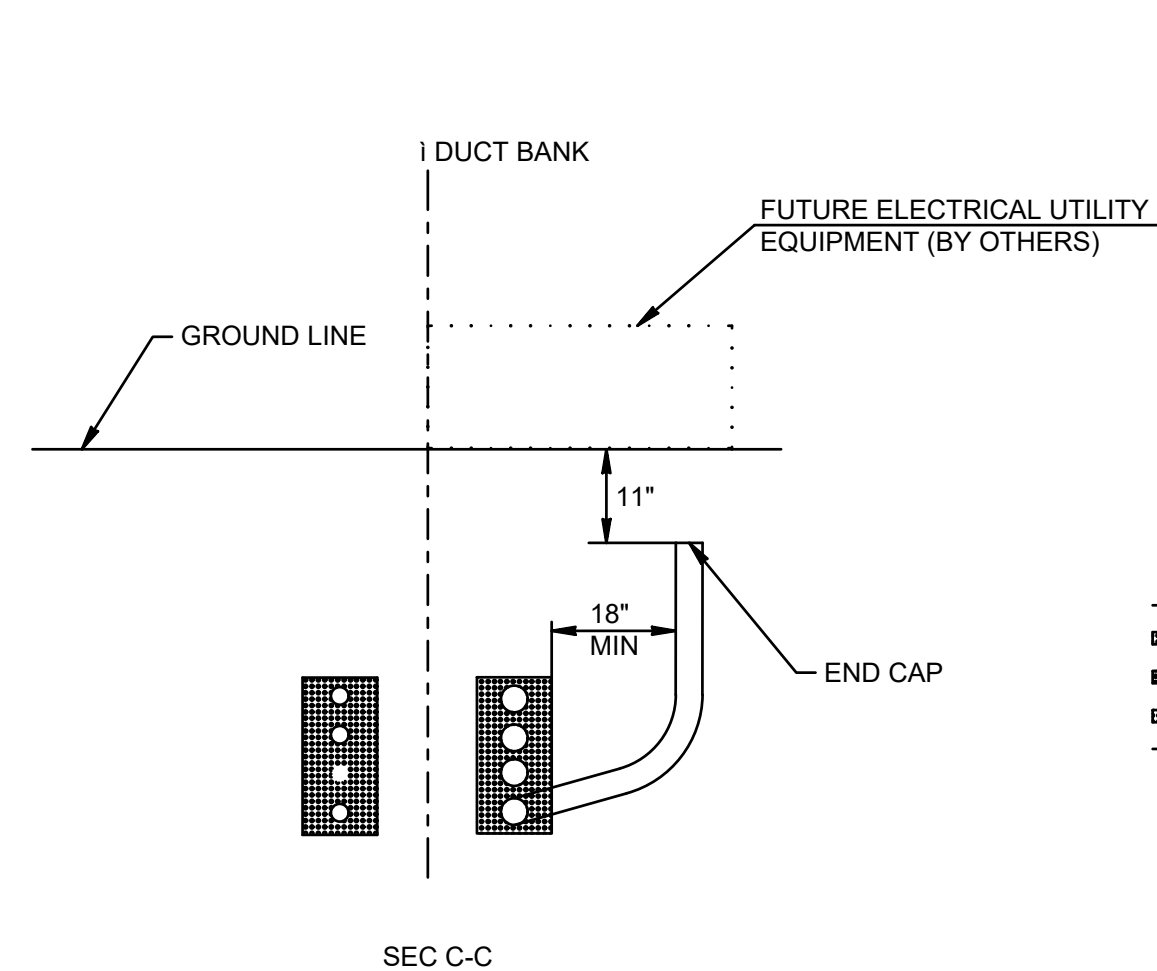 ì DUCT BANK
FUTURE ELECTRICAL UTILITY
EQUIPMENT (BY OTHERS)
GROUND LINE
11"
18"
MIN
END CAP
SEC C-C